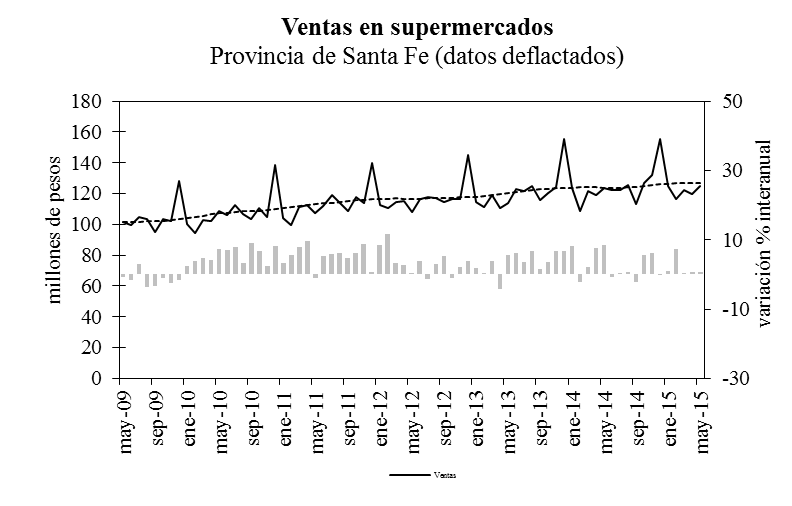 Ventas en supermercados
Provincia de Santa Fe (datos deflactados)
millones de pesos
180
160
140
120
100
80
60
40
20
0
50
30
10
-10
-30
variación % interanual
may-09
sep-09
ene-10
may-10
sep-10
ene-11
may-11
sep-11
ene-12
may-12
sep-12
ene-13
may-13
sep-13
ene-14
may-14
sep-14
ene-15
may-15
Ventas